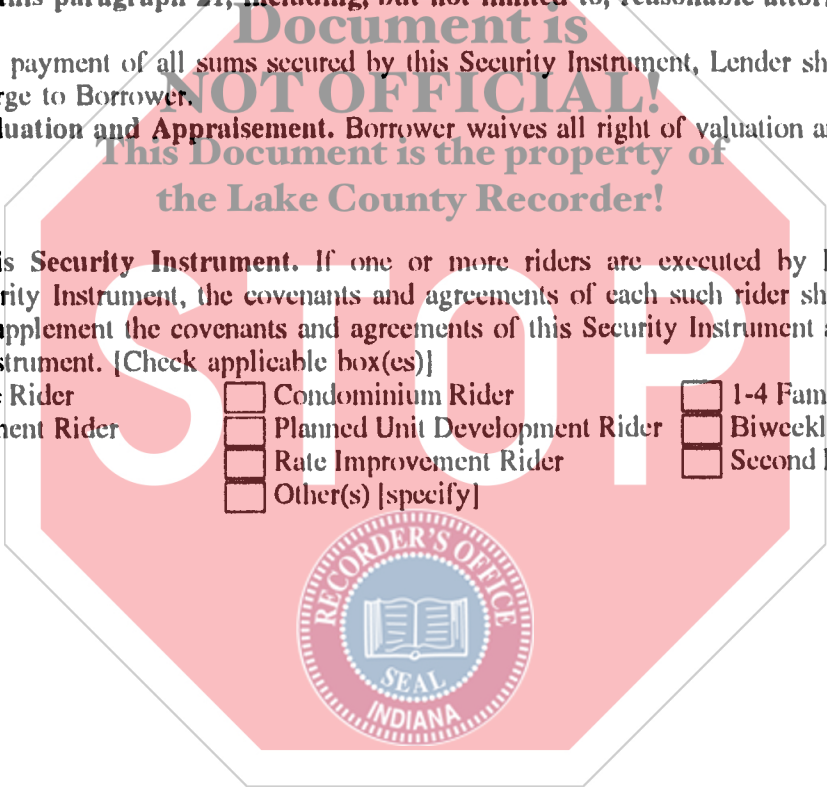 this paragraph 21, including, but not limited to, reasonable attor
Document is
payment of all sums secured by this Security Instrument, Lender sh
rge to Borrower.
NOT OFFICIAL!
luation and Appraisement. Borrower waives all right of valuation a
This Document is the property of
the Lake County Recorder!
is Security Instrument. If one or more riders are executed by
rity Instrument, the covenants and agreements of each such rider sh
upplement the covenants and agreements of this Security Instrument a
strument. [Check applicable box(es)]
STOP
Rider
Condominium Rider
1-4 Fam
ent Rider
Planned Unit Development Rider
Biweekl
Rate Improvement Rider
Second
Other(s) [specify]
RECORDER'S OFFICE
SEAL
INDIANA